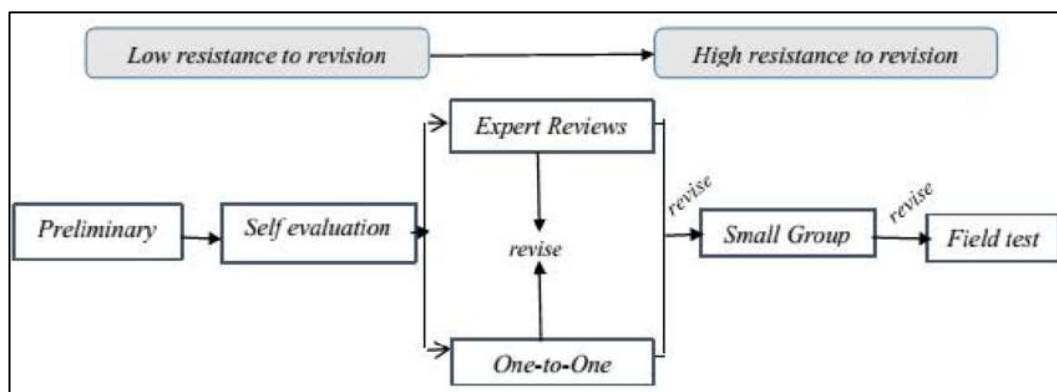 Low resistance to revision
High resistance to revision
Expert Reviews
revise
revise
Preliminary
Self evaluation
revise
Small Group
Field test
One-to-One